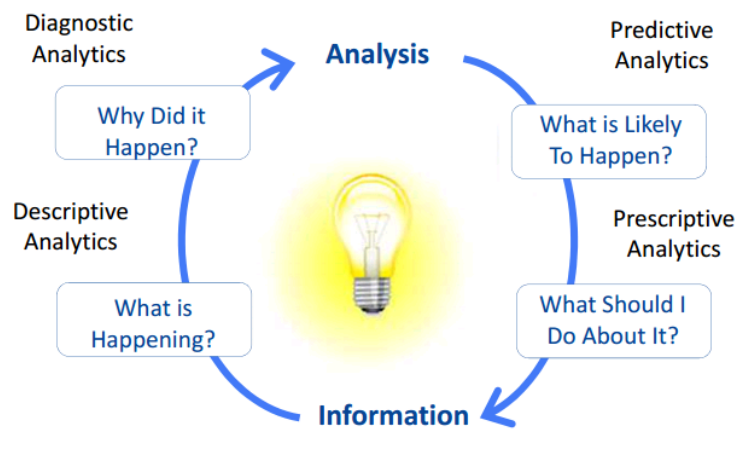 Diagnostic
Analytics
Analysis
Predictive
Analytics
Why Did it
Happen?
What is Likely
To Happen?
Descriptive
Analytics
Prescriptive
Analytics
What is
Happening?
What Should I
Do About It?
Information